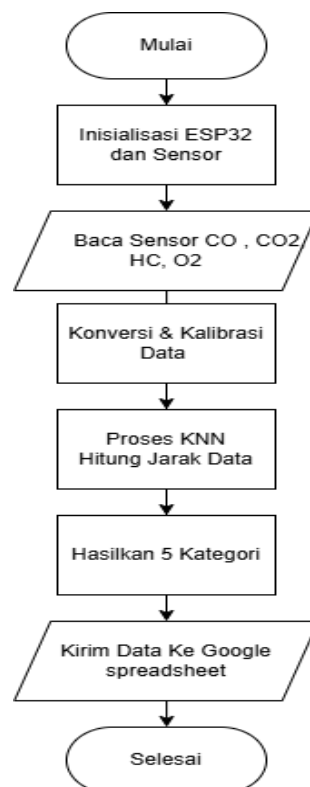 Mulai
Inisialisasi ESP32
dan Sensor
Baca Sensor CO , CO2,
HC, O2
Konversi & Kalibrasi
Data
Proses KNN
Hitung Jarak Data
Hasilkan 5 Kategori
Kirim Data Ke Google
spreadsheet
Selesai